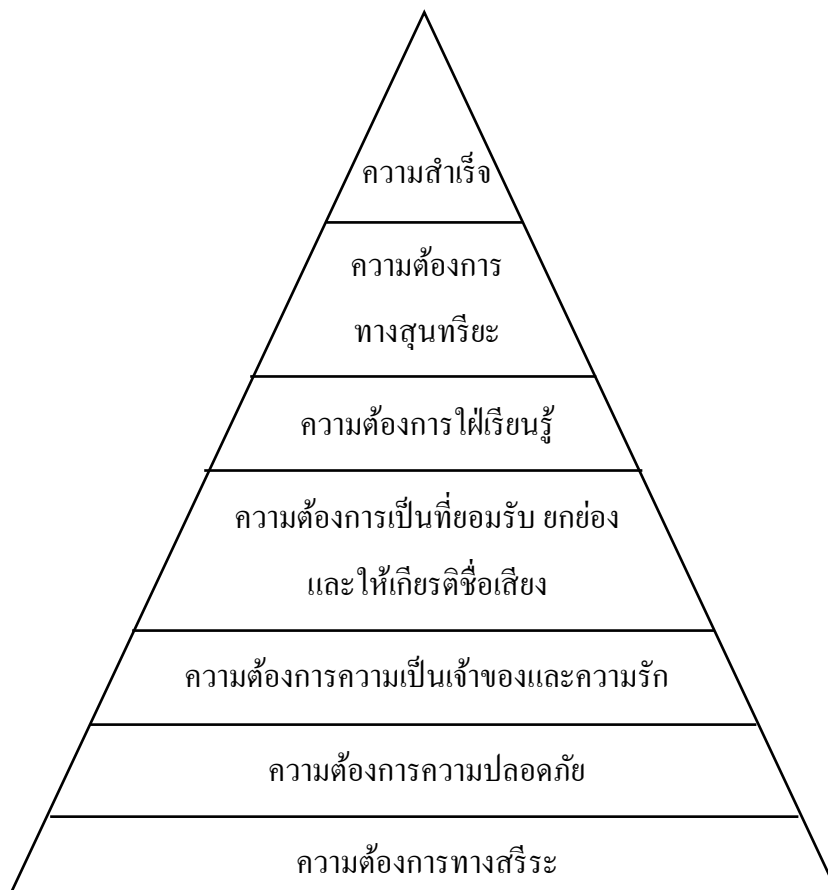 ความสำเร็จ
ความต้องการ
ทางสุนทรียะ
ความต้องการใฝ่เรียนรู้
ความต้องการเป็นที่ยอมรับ ยกย่อง
และให้เกียรติชื่อเสียง
ความต้องการความเป็นเจ้าของและความรัก
ความต้องการความปลอดภัย
ความต้องการทางสรีระ